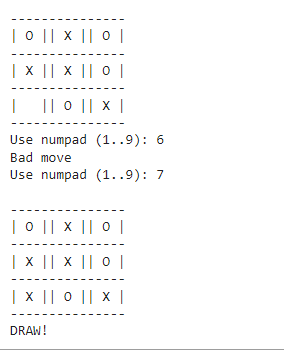 ---------------
| O || X || O |
---------------
| X || X || O |
---------------
|   || O || X |
---------------
Use numpad (1..9): 6
Bad move
Use numpad (1..9): 7
---------------
| O || X || O |
---------------
| X || X || O |
---------------
| X || O || X |
---------------
DRAW!